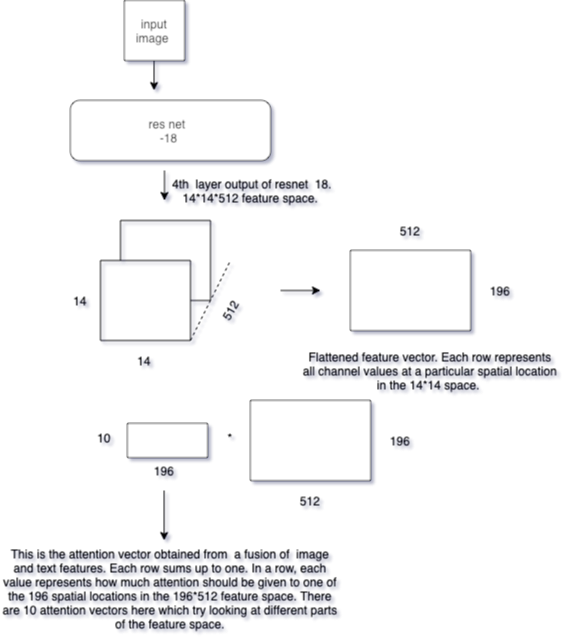 input
image
res net
-18
4th layer output of resnet 18.
14*14*512 feature space.
512
14
512
196
14
Flattened feature vector. Each row represents
all channel values at a particular spatial location
in the 14*14 space.
10
*
196
196
512
This is the attention vector obtained from a fusion of image
and text features. Each row sums up to one. In a row, each
value represents how much attention should be given to one of
the 196 spatial locations in the 196*512 feature space. There
are 10 attention vectors here which try looking at different parts
of the feature space.